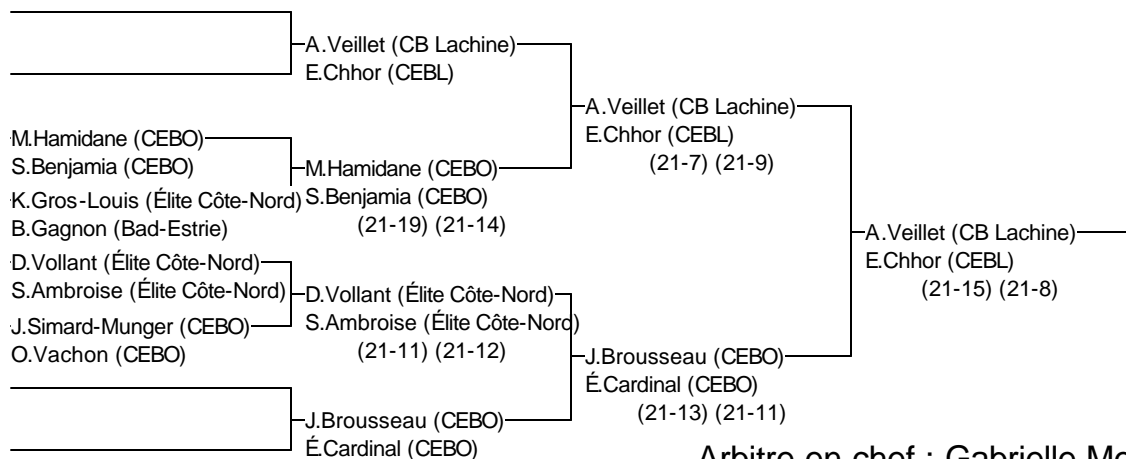 A.Veillet (CB Lachine)
E.Chhor (CEBL)
A.Veillet (CB Lachine)
E.Chhor (CEBL)
(21-7) (21-9)
M.Hamidane (CEBO)
S.Benjamia (CEBO)
M.Hamidane (CEBO)
S.Benjamia (CEBO)
(21-19) (21-14)
K.Gros-Louis (Élite Côte-Nord)
B.Gagnon (Bad-Estrie)
A.Veillet (CB Lachine)
E.Chhor (CEBL)
(21-15) (21-8)
D.Vollant (Élite Côte-Nord)
S.Ambroise (Élite Côte-Nord)
D.Vollant (Élite Côte-Nord)
S.Ambroise (Élite Côte-Nord)
(21-11) (21-12)
J.Simard-Munger (CEBO)
O.Vachon (CEBO)
J.Brousseau (CEBO)
É.Cardinal (CEBO)
(21-13) (21-11)
J.Brousseau (CEBO)
É.Cardinal (CEBO)
Arbitre en chef : Gabrielle